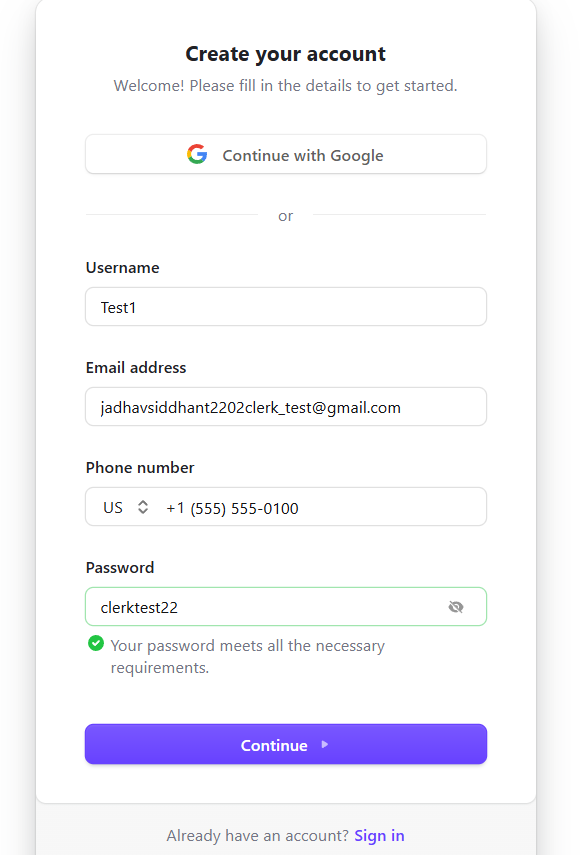 Create your account
Welcome! Please fill in the details to get started.
Continue with Google
or
Username
Test1
Email address
jadhavsiddhant2202clerk_test@gmail.com
Phone number
US +1 (555) 555-0100
Password
clerktest22
Your password meets all the necessary
requirements.
Continue
Already have an account? Sign in